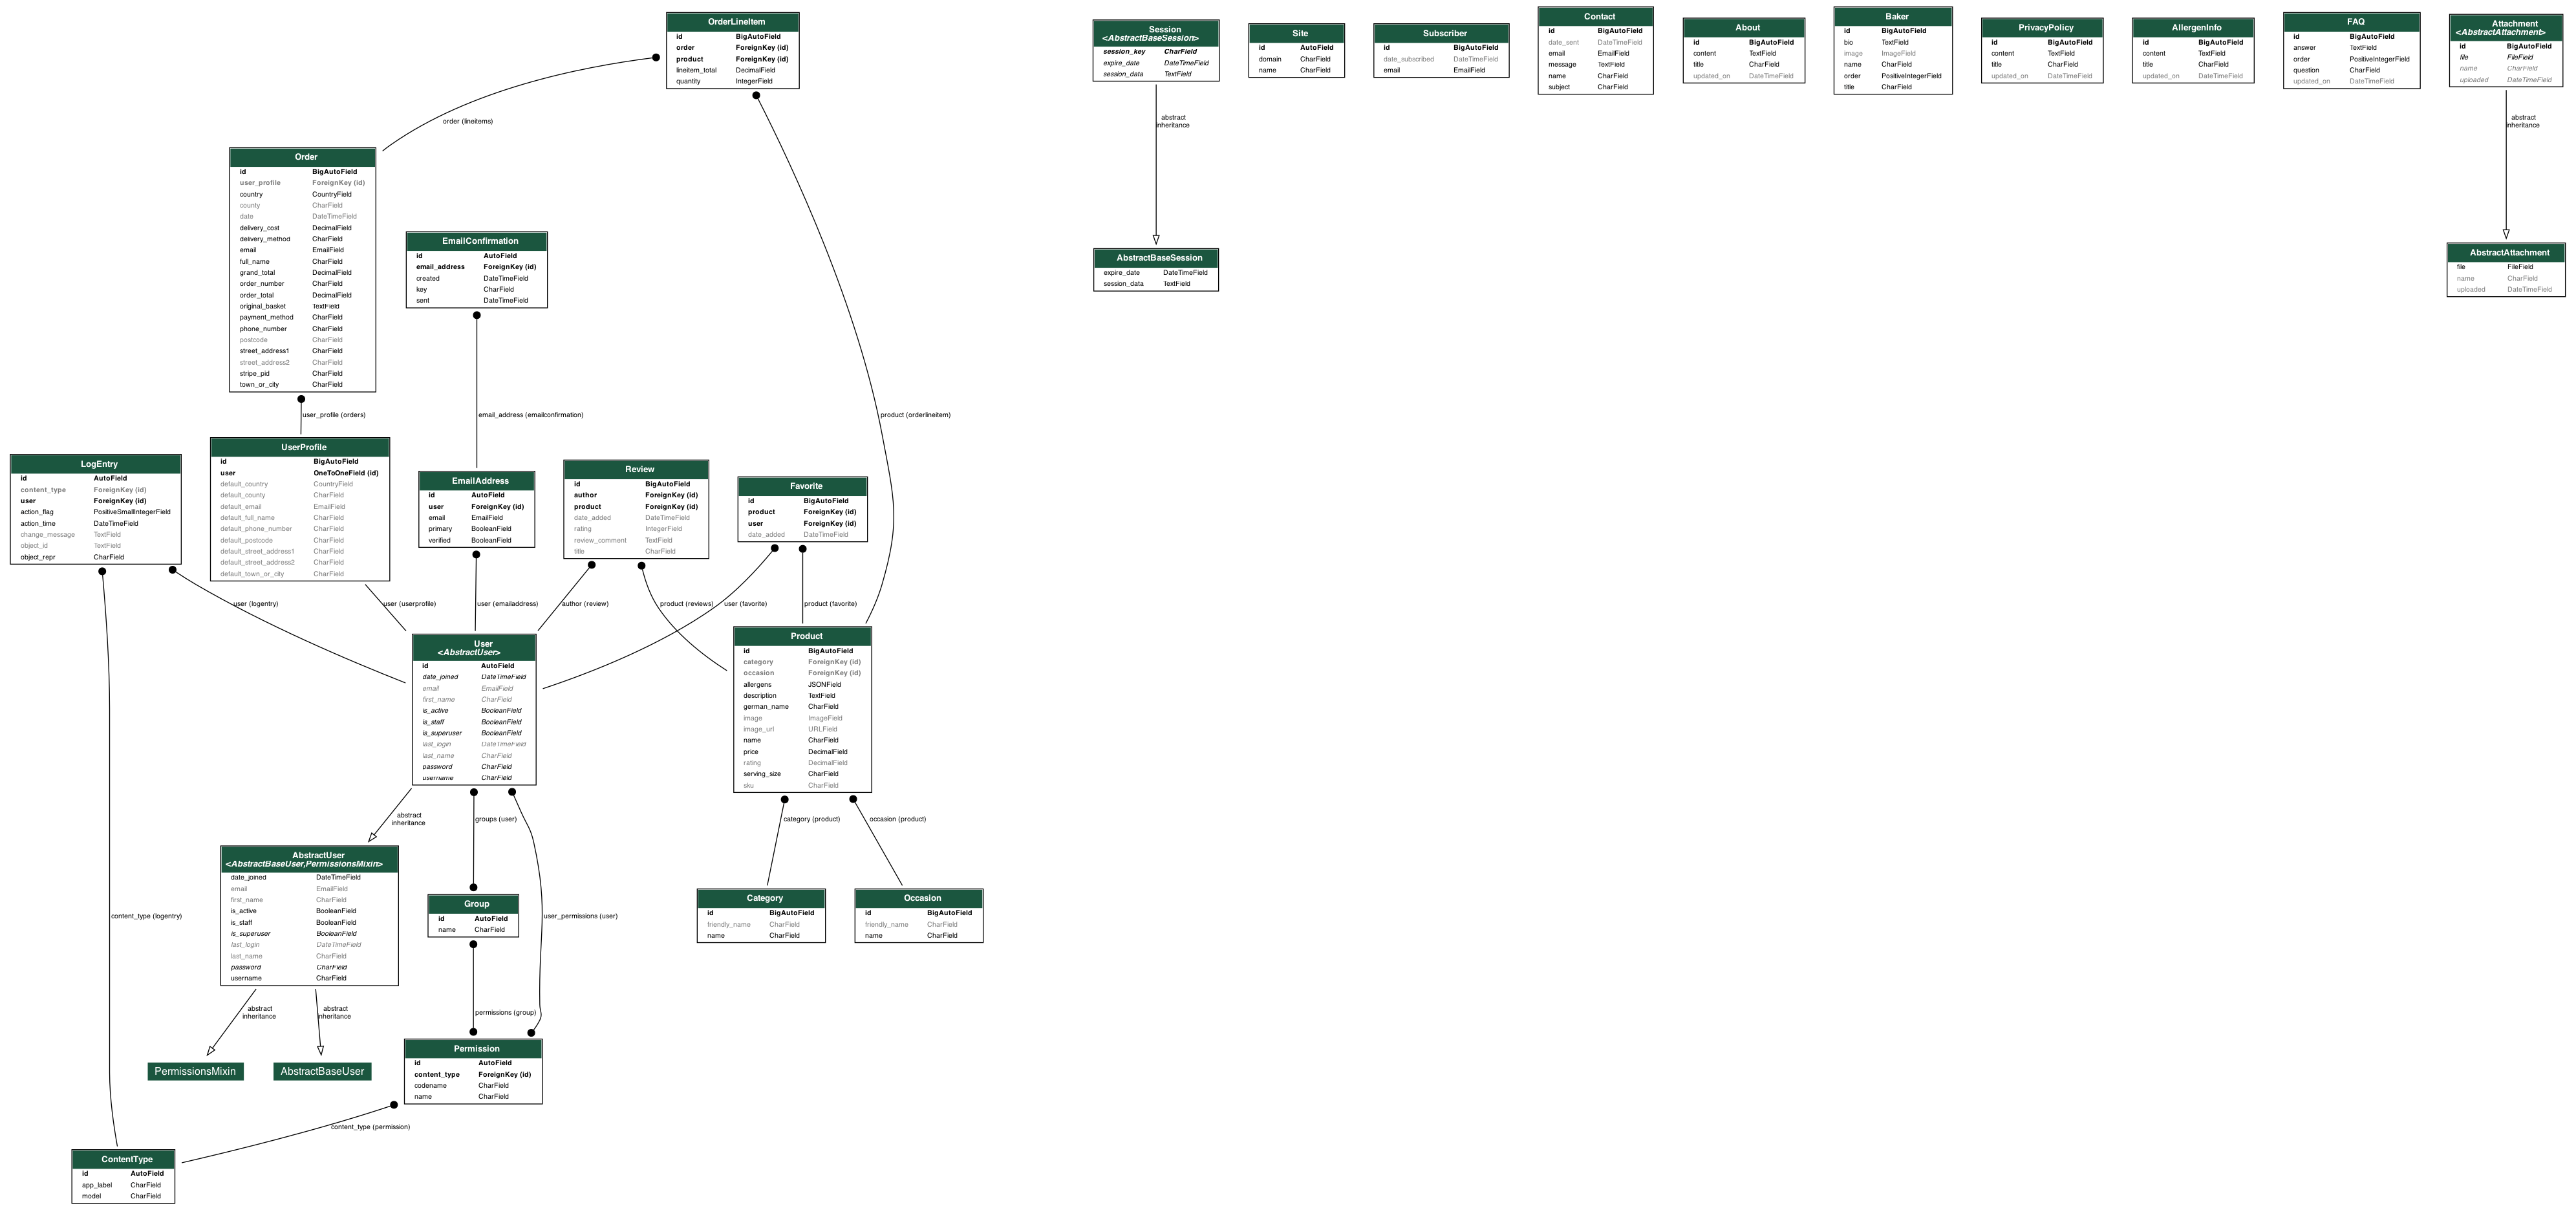 OrderLineItem
id BigAutoField
order ForeignKey (id)
product ForeignKey (id)
lineitem_total DecimalField
quantity IntegerField
order (lineitems)
product (orderlineitem)
Order
id BigAutoField
user_profile ForeignKey (id)
country CountryField
county CharField
date DateTimeField
delivery_cost DecimalField
delivery_method CharField
email EmailField
full_name CharField
grand_total DecimalField
order_number CharField
order_total DecimalField
original_basket TextField
payment_method CharField
phone_number CharField
postcode CharField
street_address1 CharField
street_address2 CharField
stripe_pid CharField
town_or_city CharField
user_profile (orders)
EmailConfirmation
id AutoField
email_address ForeignKey (id)
created DateTimeField
key CharField
sent DateTimeField
email_address (emailconfirmation)
LogEntry
id AutoField
content_type ForeignKey (id)
user ForeignKey (id)
action_flag PositiveSmallIntegerField
action_time DateTimeField
change_message TextField
object_id TextField
object_repr CharField
UserProfile
id BigAutoField
user OneToOneField (id)
default_country CountryField
default_county CharField
default_email EmailField
default_full_name CharField
default_phone_number CharField
default_postcode CharField
default_street_address1 CharField
default_street_address2 CharField
default_town_or_city CharField
EmailAddress
id AutoField
user ForeignKey (id)
email EmailField
primary BooleanField
verified BooleanField
Review
id BigAutoField
author ForeignKey (id)
product ForeignKey (id)
date_added DateTimeField
rating IntegerField
review_comment TextField
title CharField
Favorite
id BigAutoField
product ForeignKey (id)
user ForeignKey (id)
date_added DateTimeField
user (logentry)
user (userprofile)
user (emailaddress)
author (review)
product (reviews)
user (favorite)
product (favorite)
User
<AbstractUser>
id AutoField
date_joined DateTimeField
email EmailField
first_name CharField
is_active BooleanField
is_staff BooleanField
is_superuser BooleanField
last_login DateTimeField
last_name CharField
password CharField
username CharField
Product
id BigAutoField
category ForeignKey (id)
occasion ForeignKey (id)
allergens JSONField
description TextField
german_name CharField
image ImageField
image_url URLField
name CharField
price DecimalField
rating DecimalField
serving_size CharField
sku CharField
abstract
inheritance
groups (user)
category (product)
occasion (product)
AbstractUser
<AbstractBaseUser,PermissionsMixin>
date_joined DateTimeField
email EmailField
first_name CharField
is_active BooleanField
is_staff BooleanField
is_superuser BooleanField
last_login DateTimeField
last_name CharField
password CharField
username CharField
Group
id AutoField
name CharField
content_type (logentry)
user_permissions (user)
Category
id BigAutoField
friendly_name CharField
name CharField
Occasion
id BigAutoField
friendly_name CharField
name CharField
abstract
inheritance
abstract
inheritance
permissions (group)
PermissionsMixin
AbstractBaseUser
Permission
id AutoField
content_type ForeignKey (id)
codename CharField
name CharField
content_type (permission)
ContentType
id AutoField
app_label CharField
model CharField
Session
<AbstractBaseSession>
session_key CharField
expire_date DateTimeField
session_data TextField
abstract
inheritance
AbstractBaseSession
expire_date DateTimeField
session_data TextField
Site
id AutoField
domain CharField
name CharField
Subscriber
id BigAutoField
date_subscribed DateTimeField
email EmailField
Contact
id BigAutoField
date_sent DateTimeField
email EmailField
message TextField
name CharField
subject CharField
About
id BigAutoField
content TextField
title CharField
updated_on DateTimeField
Baker
id BigAutoField
bio TextField
image ImageField
name CharField
order PositiveIntegerField
title CharField
PrivacyPolicy
id BigAutoField
content TextField
title CharField
updated_on DateTimeField
AllergenInfo
id BigAutoField
content TextField
title CharField
updated_on DateTimeField
FAQ
id BigAutoField
answer TextField
order PositiveIntegerField
question CharField
updated_on DateTimeField
Attachment
<AbstractAttachment>
id BigAutoField
file FileField
name CharField
uploaded DateTimeField
abstract
inheritance
AbstractAttachment
file FileField
name CharField
uploaded DateTimeField